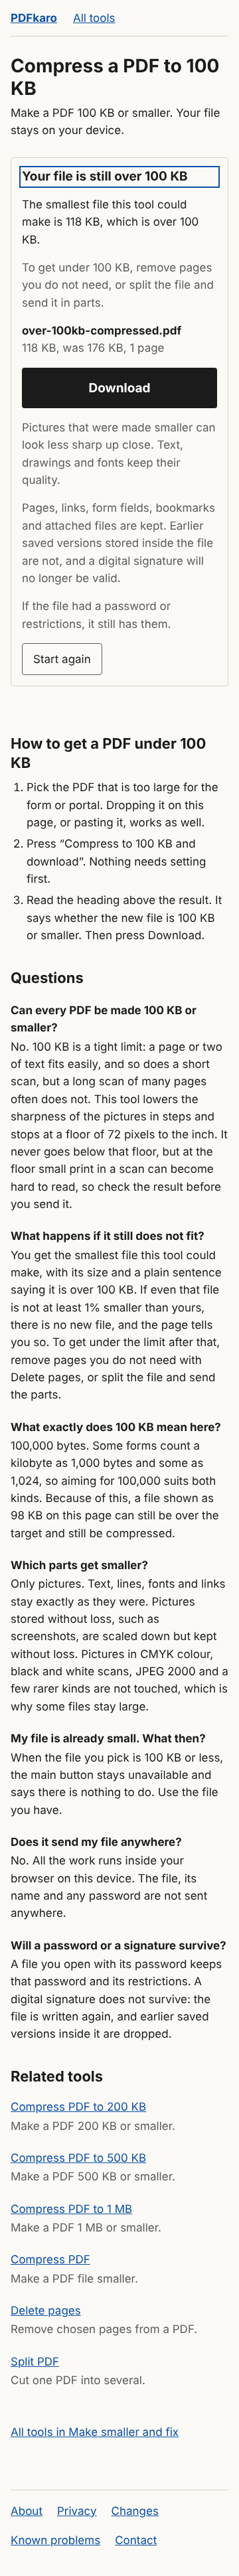 PDFkaro All tools
Compress a PDF to 100
KB
Make a PDF 100 KB or smaller. Your file
stays on your device.
Your file is still over 100 KB
The smallest file this tool could
make is 118 KB, which is over 100
KB.
To get under 100 KB, remove pages
you do not need, or split the file and
send it in parts.
over-100kb-compressed.pdf
118 KB, was 176 KB, 1 page
Download
Pictures that were made smaller can
look less sharp up close. Text,
drawings and fonts keep their
quality.
Pages, links, form fields, bookmarks
and attached files are kept. Earlier
saved versions stored inside the file
are not, and a digital signature will
no longer be valid.
If the file had a password or
restrictions, it still has them.
Start again
How to get a PDF under 100
KB
1. Pick the PDF that is too large for the
form or portal. Dropping it on this
page, or pasting it, works as well.
2. Press “Compress to 100 KB and
download”. Nothing needs setting
first.
3. Read the heading above the result. It
says whether the new file is 100 KB
or smaller. Then press Download.
Questions
Can every PDF be made 100 KB or
smaller?
No. 100 KB is a tight limit: a page or two
of text fits easily, and so does a short
scan, but a long scan of many pages
often does not. This tool lowers the
sharpness of the pictures in steps and
stops at a floor of 72 pixels to the inch. It
never goes below that floor, but at the
floor small print in a scan can become
hard to read, so check the result before
you send it.
What happens if it still does not fit?
You get the smallest file this tool could
make, with its size and a plain sentence
saying it is over 100 KB. If even that file
is not at least 1% smaller than yours,
there is no new file, and the page tells
you so. To get under the limit after that,
remove pages you do not need with
Delete pages, or split the file and send
the parts.
What exactly does 100 KB mean here?
100,000 bytes. Some forms count a
kilobyte as 1,000 bytes and some as
1,024, so aiming for 100,000 suits both
kinds. Because of this, a file shown as
98 KB on this page can still be over the
target and still be compressed.
Which parts get smaller?
Only pictures. Text, lines, fonts and links
stay exactly as they were. Pictures
stored without loss, such as
screenshots, are scaled down but kept
without loss. Pictures in CMYK colour,
black and white scans, JPEG 2000 and a
few rarer kinds are not touched, which is
why some files stay large.
My file is already small. What then?
When the file you pick is 100 KB or less,
the main button stays unavailable and
says there is nothing to do. Use the file
you have.
Does it send my file anywhere?
No. All the work runs inside your
browser on this device. The file, its
name and any password are not sent
anywhere.
Will a password or a signature survive?
A file you open with its password keeps
that password and its restrictions. A
digital signature does not survive: the
file is written again, and earlier saved
versions inside it are dropped.
Related tools
Compress PDF to 200 KB
Make a PDF 200 KB or smaller.
Compress PDF to 500 KB
Make a PDF 500 KB or smaller.
Compress PDF to 1 MB
Make a PDF 1 MB or smaller.
Compress PDF
Make a PDF file smaller.
Delete pages
Remove chosen pages from a PDF.
Split PDF
Cut one PDF into several.
All tools in Make smaller and fix
About Privacy Changes
Known problems Contact